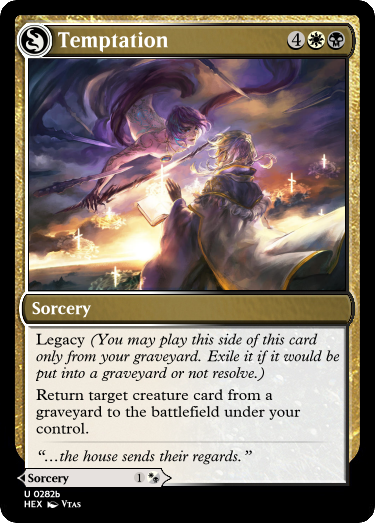 Temptation 4
Sorcery
Legacy (You may play this side of this card
only from your graveyard. Exile it if it would be
put into a graveyard or not resolve.)
Return target creature card from a
graveyard to the battlefield under your
control.
“…the house sends their regards.”
Sorcery 1
U 0282b
HEX VTAS